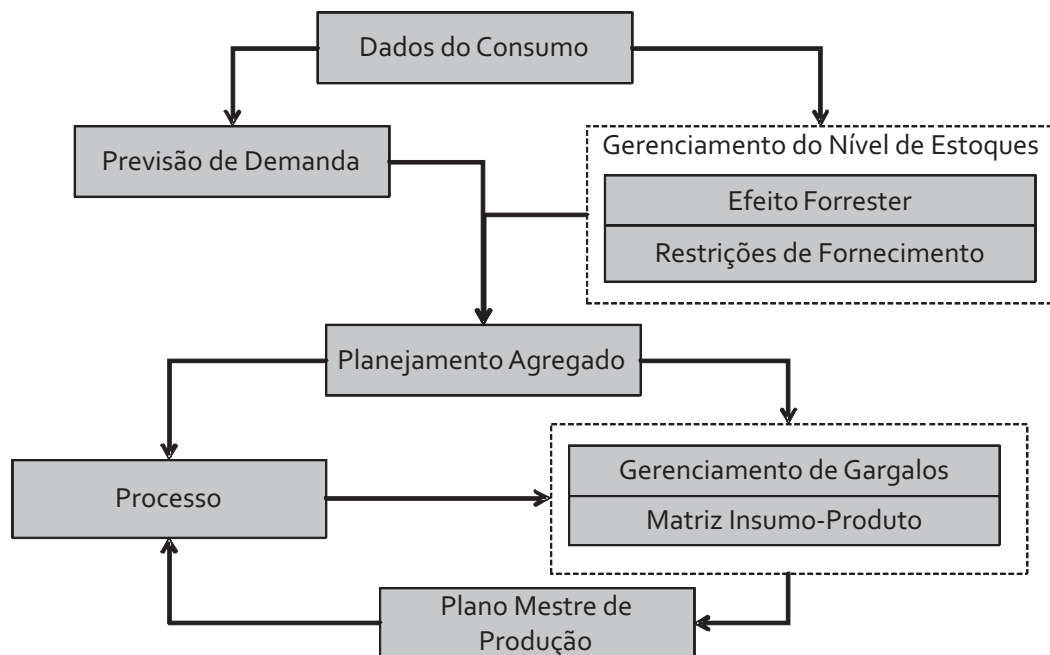 Dados do Consumo
Previsão de Demanda
Gerenciamento do Nível de Estoques
Efeito Forrester
Restrições de Fornecimento
Planejamento Agregado
Gerenciamento de Gargalos
Processo
Matriz Insumo-Produto
Plano Mestre de
Produção